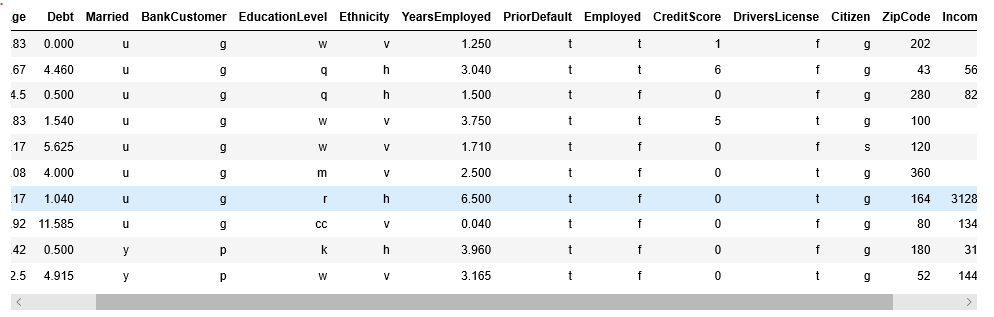 .ge Debt Married BankCustomer EducationLevel Ethnicity YearsEmployed PriorDefault Employed CreditScore DriversLicense Citizen ZipCode Incom
.83 0.000 u g w v 1.250 t t 1 f g 202
.67 4.460 u g q h 3.040 t t 6 f g 43 56
4.5 0.500 u g q h 1.500 t f 0 f g 280 82
.83 1.540 u g w v 3.750 t t 5 t g 100
.17 5.625 u g w v 1.710 t f 0 f s 120
.08 4.000 u g m v 2.500 t f 0 t g 360
.17 1.040 u g r h 6.500 t f 0 t g 164 3128
.92 11.585 u g cc v 0.040 t f 0 f g 80 134
.42 0.500 y p k h 3.960 t f 0 f g 180 31
2.5 4.915 y p w v 3.165 t f 0 t g 52 144